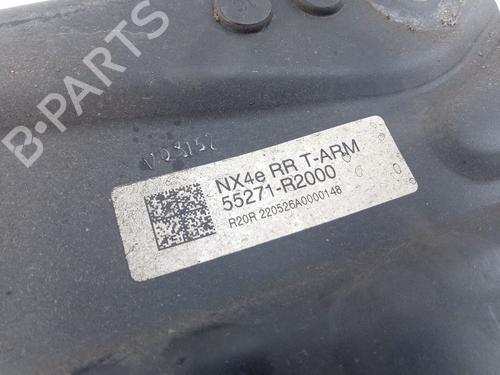 B-PARTS
NX4e RR T-ARM
55271-R2000
R20R 220526A0000148